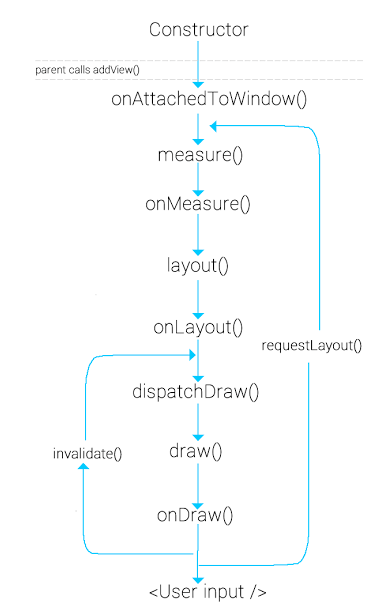 Constructor
parent calls addView()
onAttachedToWindow()
measure()
onMeasure()
layout()
onLayout()
requestLayout()
dispatchDraw()
draw()
invalidate()
onDraw()
<User input />